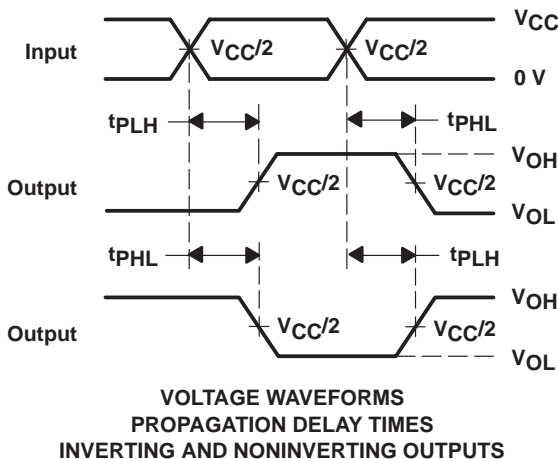 VCC
Input VCC/2 VCC/2
0 V
tPLH tPHL
VOH
Output VCC/2 VCC/2
VOL
tPHL tPLH
VOH
Output VCC/2 VCC/2
VOL
VOLTAGE WAVEFORMS
PROPAGATION DELAY TIMES
INVERTING AND NONINVERTING OUTPUTS